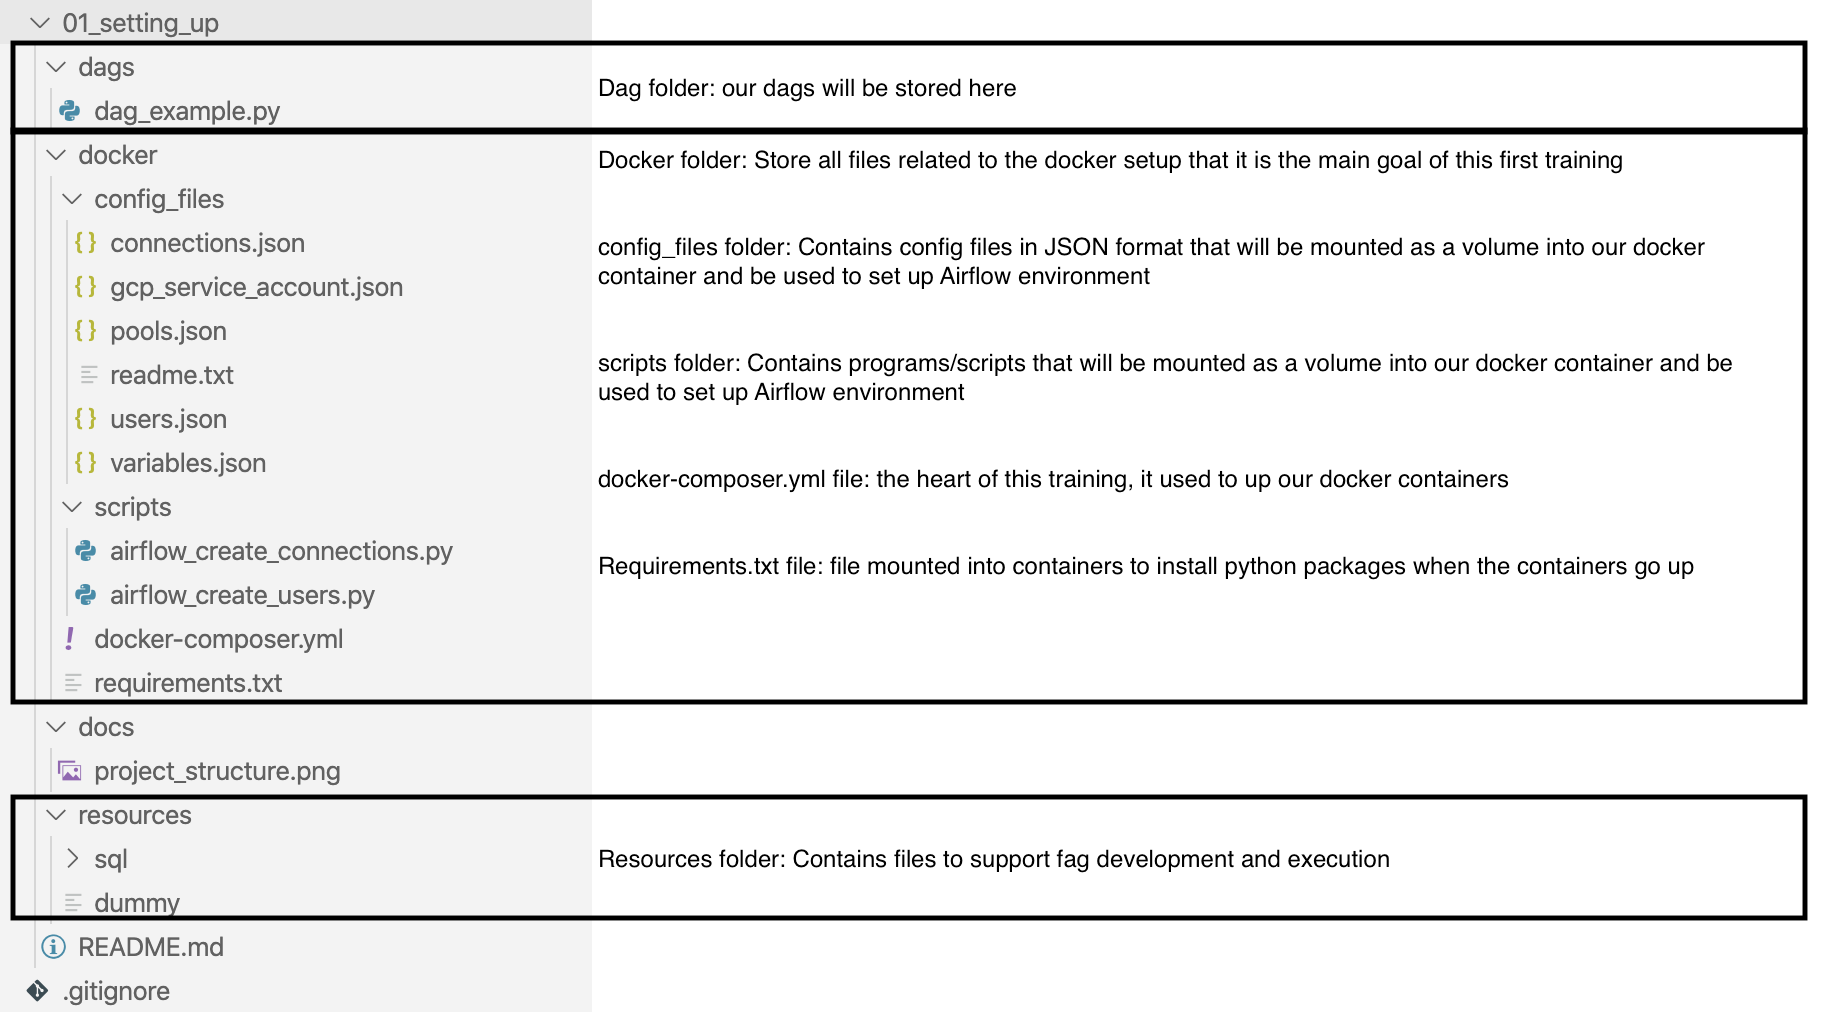 01_setting_up
dags
dag_example.py
Dag folder: our dags will be stored here
docker
config_files
connections.json
gcp_service_account.json
pools.json
readme.txt
users.json
variables.json
scripts
airflow_create_connections.py
airflow_create_users.py
docker-composer.yml
requirements.txt
Docker folder: Store all files related to the docker setup that it is the main goal of this first training
config_files folder: Contains config files in JSON format that will be mounted as a volume into our docker
container and be used to set up Airflow environment
scripts folder: Contains programs/scripts that will be mounted as a volume into our docker container and be
used to set up Airflow environment
docker-composer.yml file: the heart of this training, it used to up our docker containers
Requirements.txt file: file mounted into containers to install python packages when the containers go up
docs
project_structure.png
resources
sql
dummy
Resources folder: Contains files to support fag development and execution
README.md
.gitignore